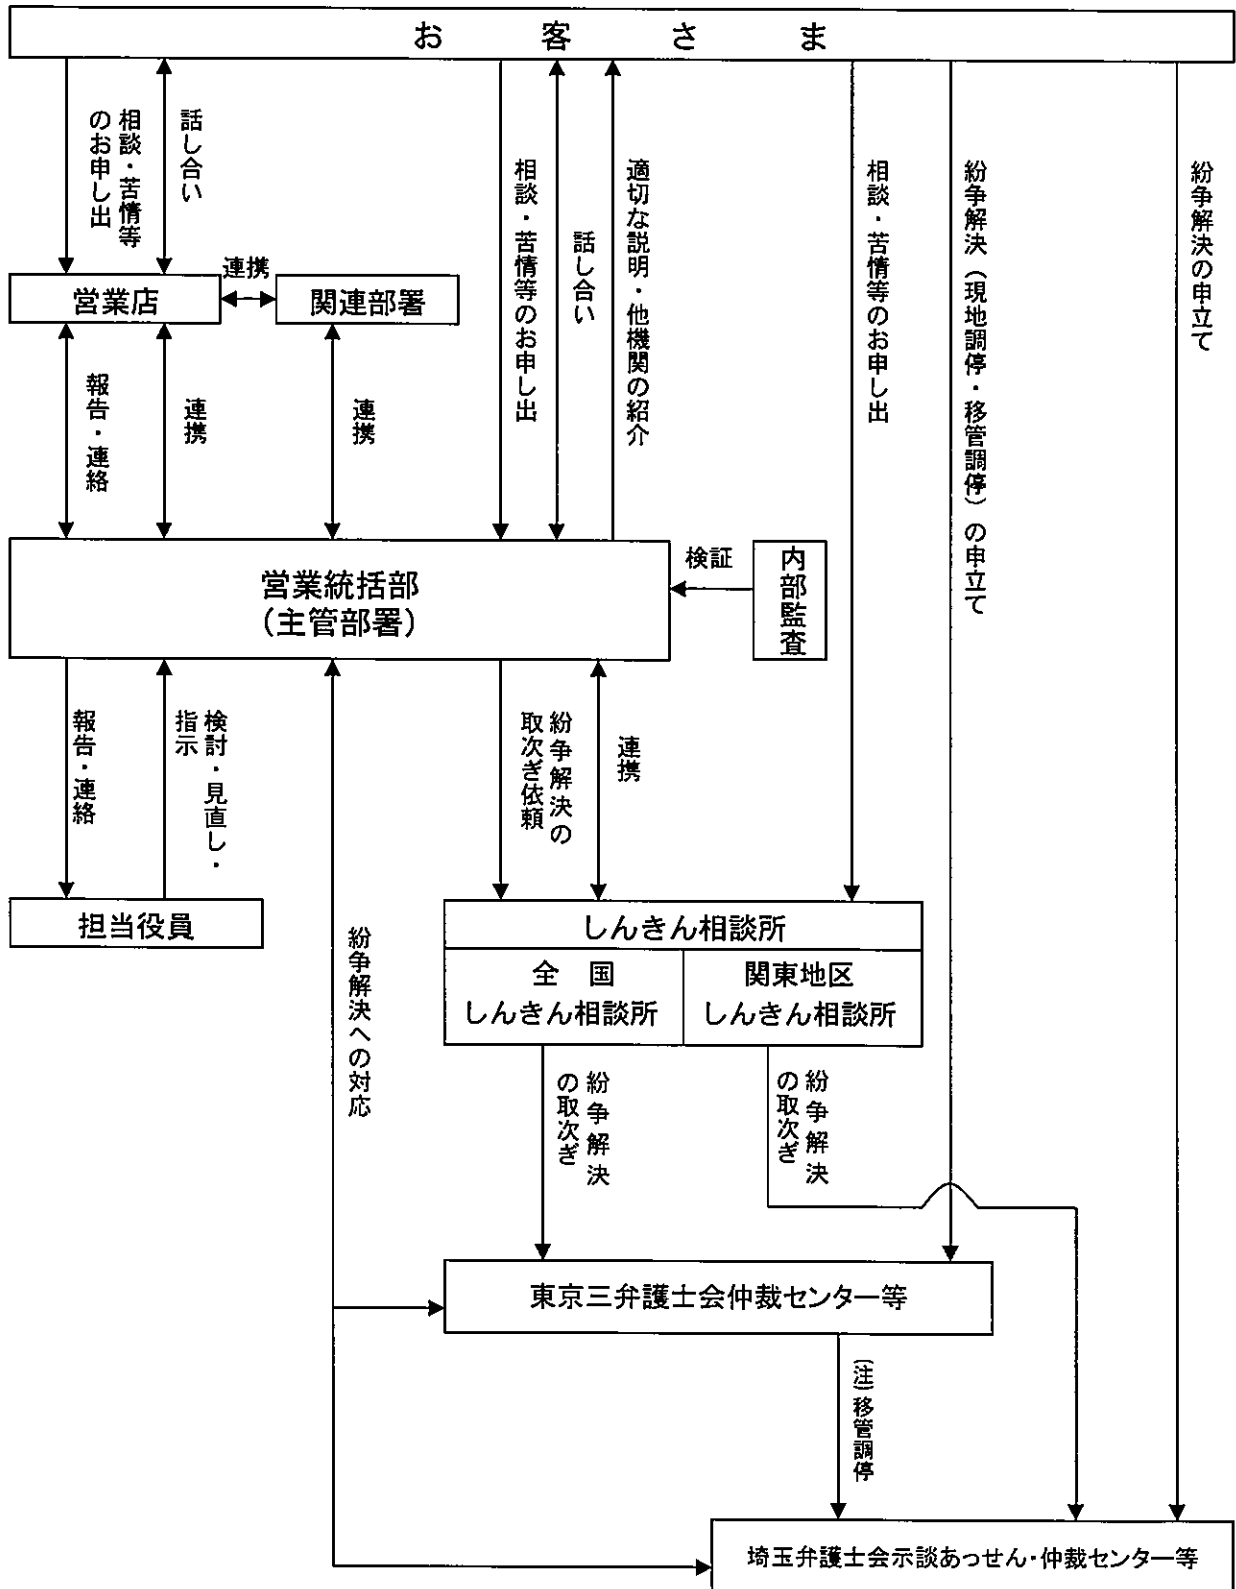 お客さま
相談・苦情等
のお申し出
話し合い
相談・苦情等のお申し出
話し合い
適切な説明・他機関の紹介
相談・苦情等のお申し出
紛争解決（現地調停・移管調停）の申立て
紛争解決の申立て
営業店
連携
関連部署
報告・連絡
連携
連携
営業統括部
（主管部署）
検証
内部監査
報告・連絡
検討・見直し・
指示
紛争解決の
取次ぎ依頼
連携
担当役員
紛争解決への対応
しんきん相談所
全　国
しんきん相談所
関東地区
しんきん相談所
紛争解決
の取次ぎ
紛争解決
の取次ぎ
東京三弁護士会仲裁センター等
（注）移管調停
埼玉弁護士会示談あっせん・仲裁センター等